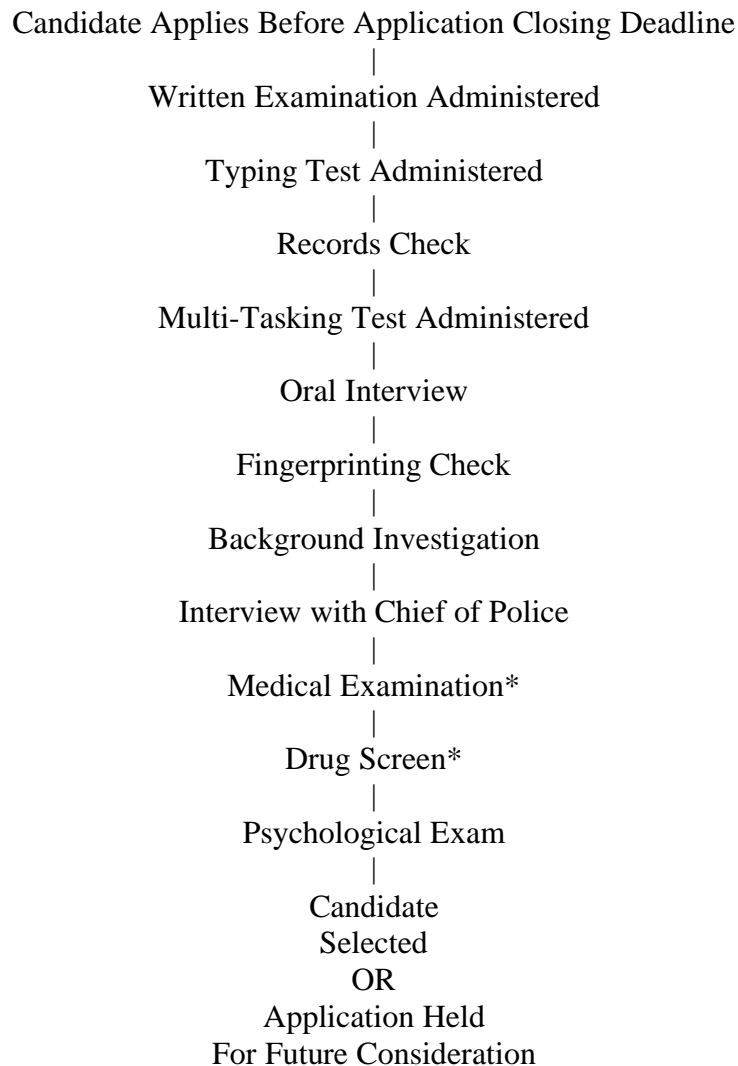 Candidate Applies Before Application Closing Deadline
|
Written Examination Administered
|
Typing Test Administered
|
Records Check
|
Multi-Tasking Test Administered
|
Oral Interview
|
Fingerprinting Check
|
Background Investigation
|
Interview with Chief of Police
|
Medical Examination*
|
Drug Screen*
|
Psychological Exam
|
Candidate
Selected
OR
Application Held
For Future Consideration